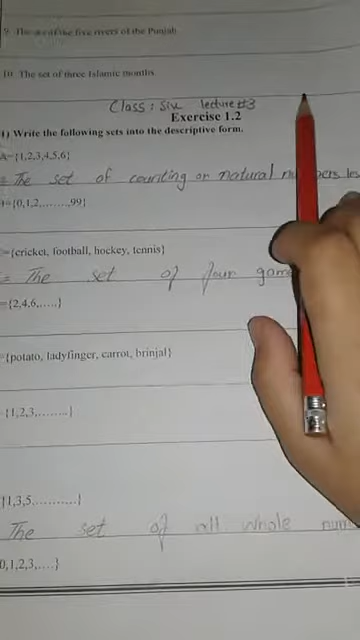 9. The set of the five rivers of the Punjab.
10. The set of three Islamic months.
Class : Six lecture #3
Exercise 1.2
1) Write the following sets into the descriptive form.
A={1,2,3,4,5,6}
= The set of counting or natural
={0,1,2,........,99}
={cricket, football, hockey, tennis}
= The set of four
={2,4,6,.....}
={potato, ladyfinger, carrot, brinjal}
{1,2,3,........}
{1,3,5,..........}
The set of all whole
0,1,2,3,....}